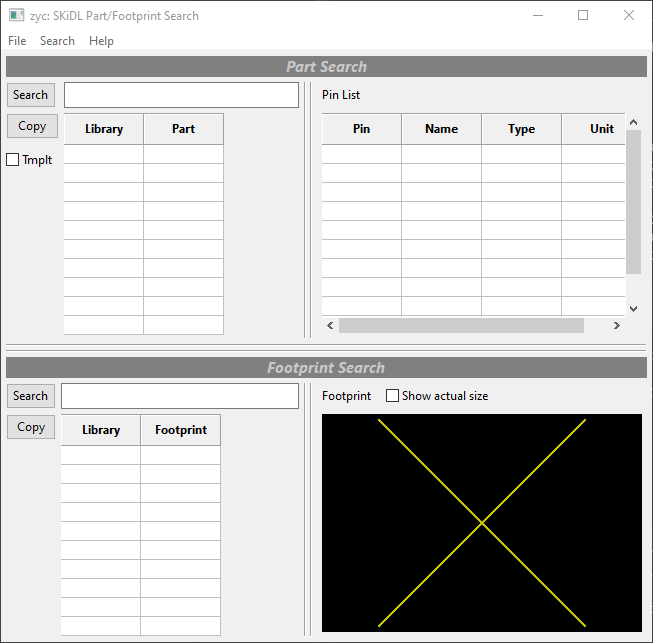 zyc: SKiDL Part/Footprint Search
File Search Help
Part Search
Search
Pin List
Copy
Library Part
Pin Name Type Unit
Tmplt
Footprint Search
Search
Footprint
Show actual size
Copy
Library Footprint